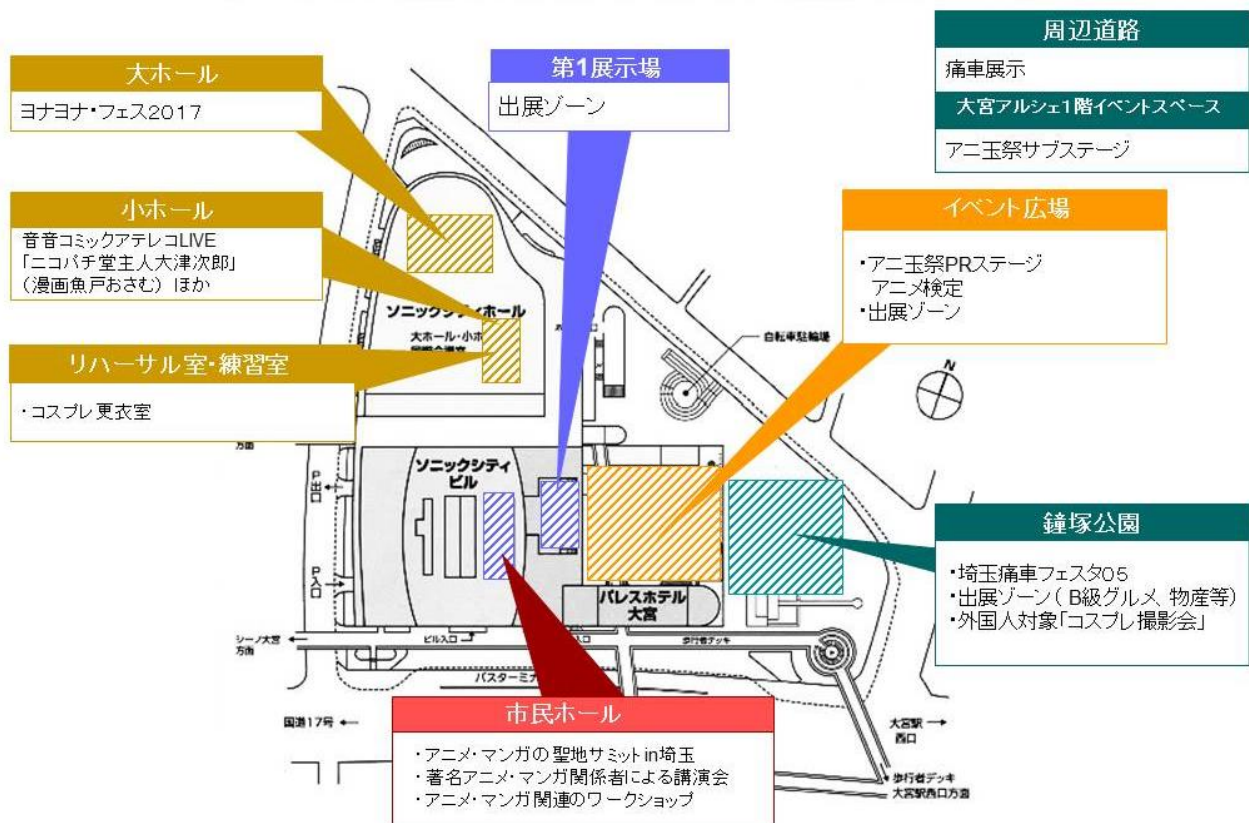 大ホール
ヨナヨナ・フェス2017
第1展示場
出展ゾーン
周辺道路
痛車展示
大宮アルシェ1階イベントスペース
アニ玉祭サブステージ
小ホール
音音コミックアテレコLIVE
「ニコパチ堂主人大津次郎」
(漫画魚戸おさむ) ほか
イベント広場
・アニ玉祭PRステージ
アニメ検定
・出展ゾーン
ソニックシティホール
大ホール・小ホ
自転車駐輪場
リハーサル室・練習室
・コスプレ更衣室
N
方面
ソニックシティ
ビル
P
出口
P
入口
パレスホテル
大宮
鐘塚公園
・埼玉痛車フェスタ05
・出展ゾーン( B級グルメ、物産等)
・外国人対象「コスプレ撮影会」
シーノ大宮
方面
ビル入口
入口
歩行者デッキ
バスターミナ
国道17号
市民ホール
・アニメ・マンガの聖地サミットin埼玉
・著名アニメ・マンガ関係者による講演会
・アニメ・マンガ関連のワークショップ
大宮駅
西口
歩行者デッキ
大宮駅西口方面